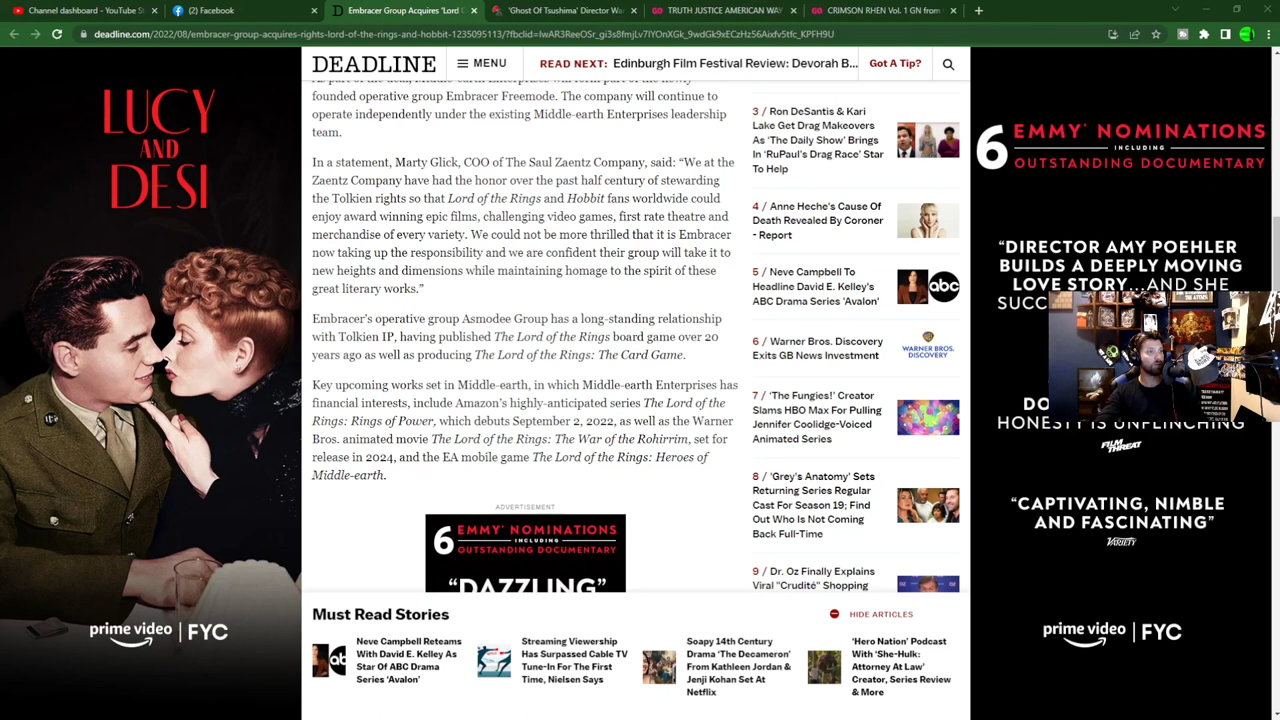 Channel dashboard - YouTube S
(2) Facebook
Embracer Group Acquires 'Lord O
'Ghost Of Tsushima' Director Wa
TRUTH JUSTICE AMERICAN WAY
CRIMSON RHEN Vol. 1 GN from
deadline.com/2022/08/embracer-group-acquires-rights-lord-of-the-rings-and-hobbit-1235095113/
DEADLINE
MENU
READ NEXT: Edinburgh Film Festival Review: Devorah B...
Got A Tip?
LUCY
AND
DESI
prime video | FYC
founded operative group Embracer Freemode. The company will continue to
operate independently under the existing Middle-earth Enterprises leadership
team.
In a statement, Marty Glick, COO of The Saul Zaentz Company, said: “We at the
Zaentz Company have had the honor over the past half century of stewarding
the Tolkien rights so that Lord of the Rings and Hobbit fans worldwide could
enjoy award winning epic films, challenging video games, first rate theatre and
merchandise of every variety. We could not be more thrilled that it is Embracer
now taking up the responsibility and we are confident their group will take it to
new heights and dimensions while maintaining homage to the spirit of these
great literary works.”
Embracer’s operative group Asmodee Group has a long-standing relationship
with Tolkien IP, having published The Lord of the Rings board game over 20
years ago as well as producing The Lord of the Rings: The Card Game.
Key upcoming works set in Middle-earth, in which Middle-earth Enterprises has
financial interests, include Amazon’s highly-anticipated series The Lord of the
Rings: Rings of Power, which debuts September 2, 2022, as well as the Warner
Bros. animated movie The Lord of the Rings: The War of the Rohirrim, set for
release in 2024, and the EA mobile game The Lord of the Rings: Heroes of
Middle-earth.
ADVERTISEMENT
6 EMMY® NOMINATIONS
INCLUDING
OUTSTANDING DOCUMENTARY
“DAZZLING”
3 / Ron DeSantis & Kari
Lake Get Drag Makeovers
As ‘The Daily Show’ Brings
In ‘RuPaul’s Drag Race’ Star
To Help
4 / Anne Heche’s Cause Of
Death Revealed By Coroner
- Report
5 / Neve Campbell To
Headline David E. Kelley’s
ABC Drama Series ‘Avalon’
abc
6 / Warner Bros. Discovery
Exits GB News Investment
WARNER BROS.
DISCOVERY
7 / ‘The Fungies!’ Creator
Slams HBO Max For Pulling
Jennifer Coolidge-Voiced
Animated Series
8 / ‘Grey’s Anatomy’ Sets
Returning Series Regular
Cast For Season 19; Find
Out Who Is Not Coming
Back Full-Time
9 / Dr. Oz Finally Explains
Viral "Crudité" Shopping
Must Read Stories
HIDE ARTICLES
Neve Campbell Reteams
With David E. Kelley As
Star Of ABC Drama
Series ‘Avalon’
Streaming Viewership
Has Surpassed Cable TV
Tune-In For The First
Time, Nielsen Says
Soapy 14th Century
Drama ‘The Decameron’
From Kathleen Jordan &
Jenji Kohan Set At
Netflix
‘Hero Nation’ Podcast
With ‘She-Hulk:
Attorney At Law’
Creator, Series Review
& More
6 EMMY® NOMINATIONS
INCLUDING
OUTSTANDING DOCUMENTARY
“DIRECTOR AMY POEHLER
BUILDS A DEEPLY MOVING
LOVE STORY...AND SHE
SUCC
DO
HONESTY IS UNFLINCHING
FILM THREAT
“CAPTIVATING, NIMBLE
AND FASCINATING”
VARIETY
prime video | FYC